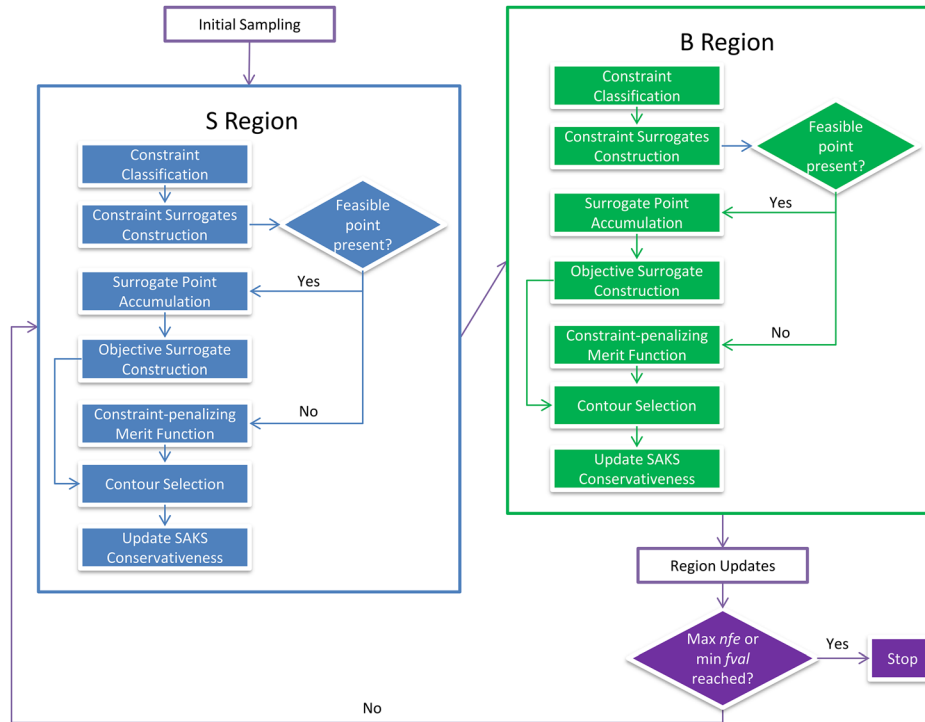 Initial Sampling
S Region
Constraint
Classification
Constraint Surrogates
Construction
Feasible
point
present?
Yes
Surrogate Point
Accumulation
Objective Surrogate
Construction
No
Constraint-penalizing
Merit Function
Contour Selection
Update SAKS
Conservativeness
B Region
Constraint
Classification
Constraint Surrogates
Construction
Feasible
point
present?
Yes
Surrogate Point
Accumulation
Objective Surrogate
Construction
No
Constraint-penalizing
Merit Function
Contour Selection
Update SAKS
Conservativeness
Region Updates
Max nfe or
min fval
reached?
Yes
Stop
No